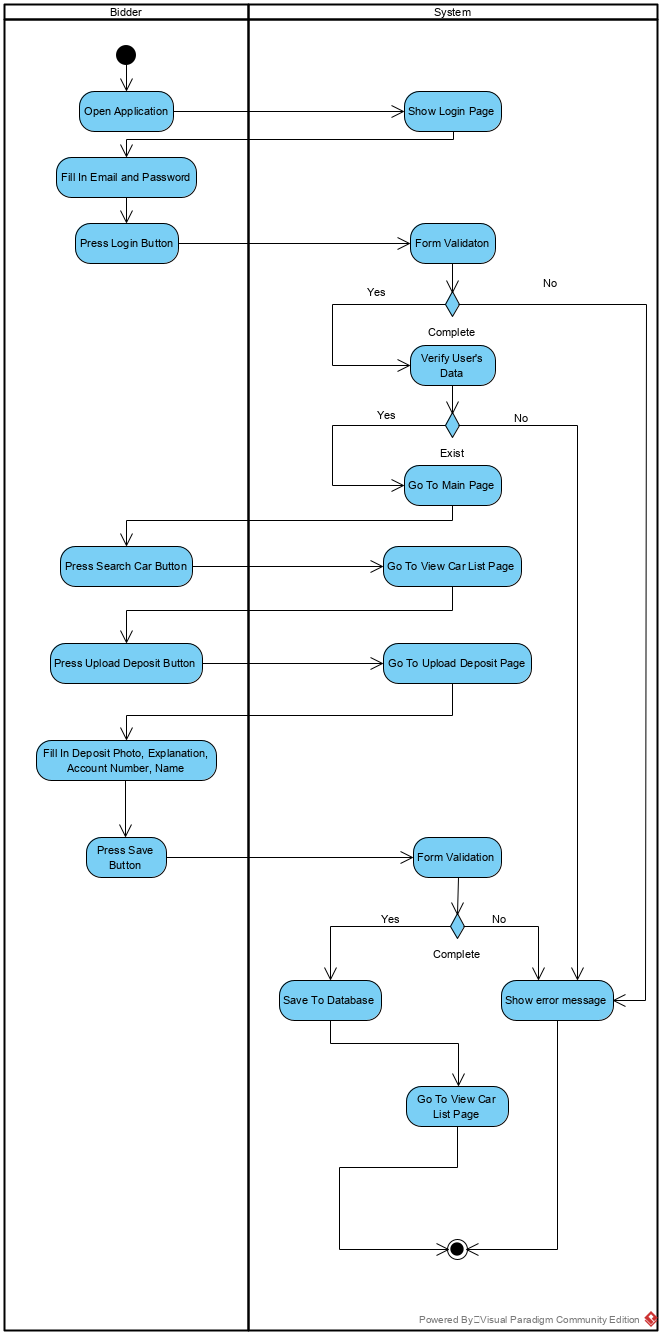 Bidder
System
Open Application
Show Login Page
Fill In Email and Password
Press Login Button
Form Validaton
Yes
No
Complete
Verify User's
Data
Yes
No
Exist
Go To Main Page
Press Search Car Button
Go To View Car List Page
Press Upload Deposit Button
Go To Upload Deposit Page
Fill In Deposit Photo, Explanation,
Account Number, Name
Press Save
Button
Form Validation
Yes
No
Complete
Save To Database
Show error message
Go To View Car
List Page
Powered By Visual Paradigm Community Edition